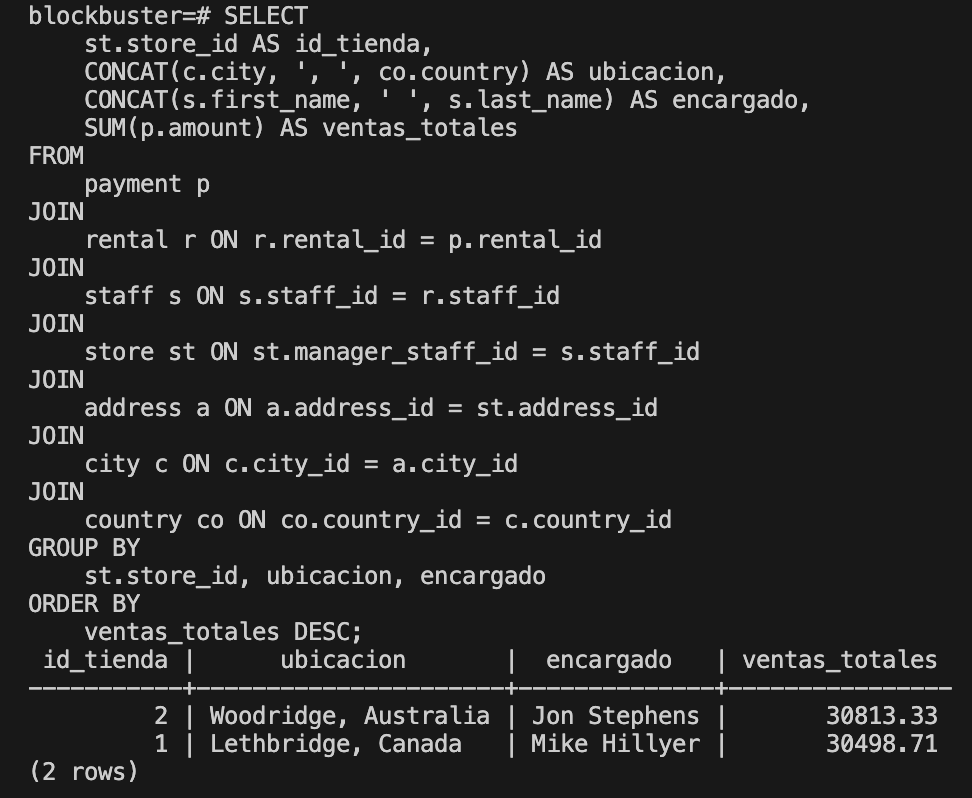 blockbuster=# SELECT
    st.store_id AS id_tienda,
    CONCAT(c.city, ', ', co.country) AS ubicacion,
    CONCAT(s.first_name, ' ', s.last_name) AS encargado,
    SUM(p.amount) AS ventas_totales
FROM
    payment p
JOIN
    rental r ON r.rental_id = p.rental_id
JOIN
    staff s ON s.staff_id = r.staff_id
JOIN
    store st ON st.manager_staff_id = s.staff_id
JOIN
    address a ON a.address_id = st.address_id
JOIN
    city c ON c.city_id = a.city_id
JOIN
    country co ON co.country_id = c.country_id
GROUP BY
    st.store_id, ubicacion, encargado
ORDER BY
    ventas_totales DESC;
 id_tienda |      ubicacion       |  encargado   | ventas_totales
-----------+----------------------+--------------+----------------
         2 | Woodridge, Australia | Jon Stephens |       30813.33
         1 | Lethbridge, Canada   | Mike Hillyer |       30498.71
(2 rows)